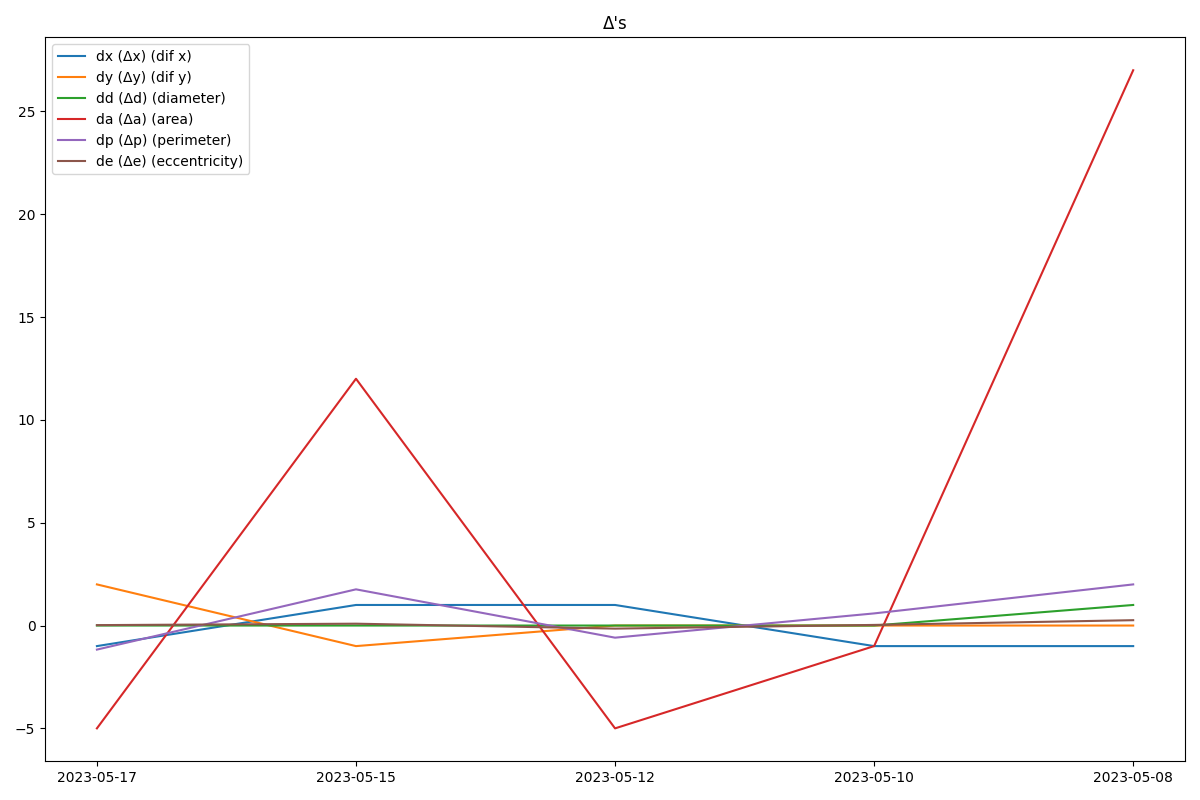 Δ's
dx (Δx) (dif x)
dy (Δy) (dif y)
dd (Δd) (diameter)
da (Δa) (area)
dp (Δp) (perimeter)
de (Δe) (eccentricity)
25
20
15
10
5
0
−5
2023-05-17 2023-05-15 2023-05-12 2023-05-10 2023-05-08